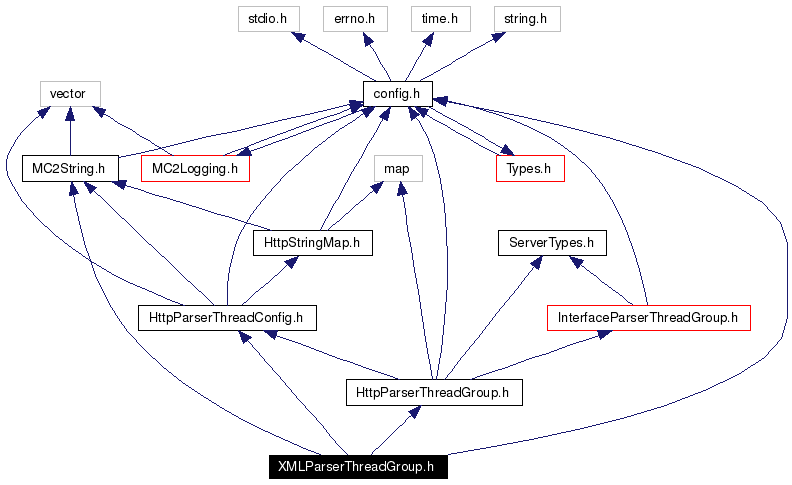 stdio.h
errno.h
time.h
string.h
vector
config.h
MC2String.h
MC2Logging.h
map
Types.h
HttpStringMap.h
ServerTypes.h
HttpParserThreadConfig.h
InterfaceParserThreadGroup.h
HttpParserThreadGroup.h
XMLParserThreadGroup.h